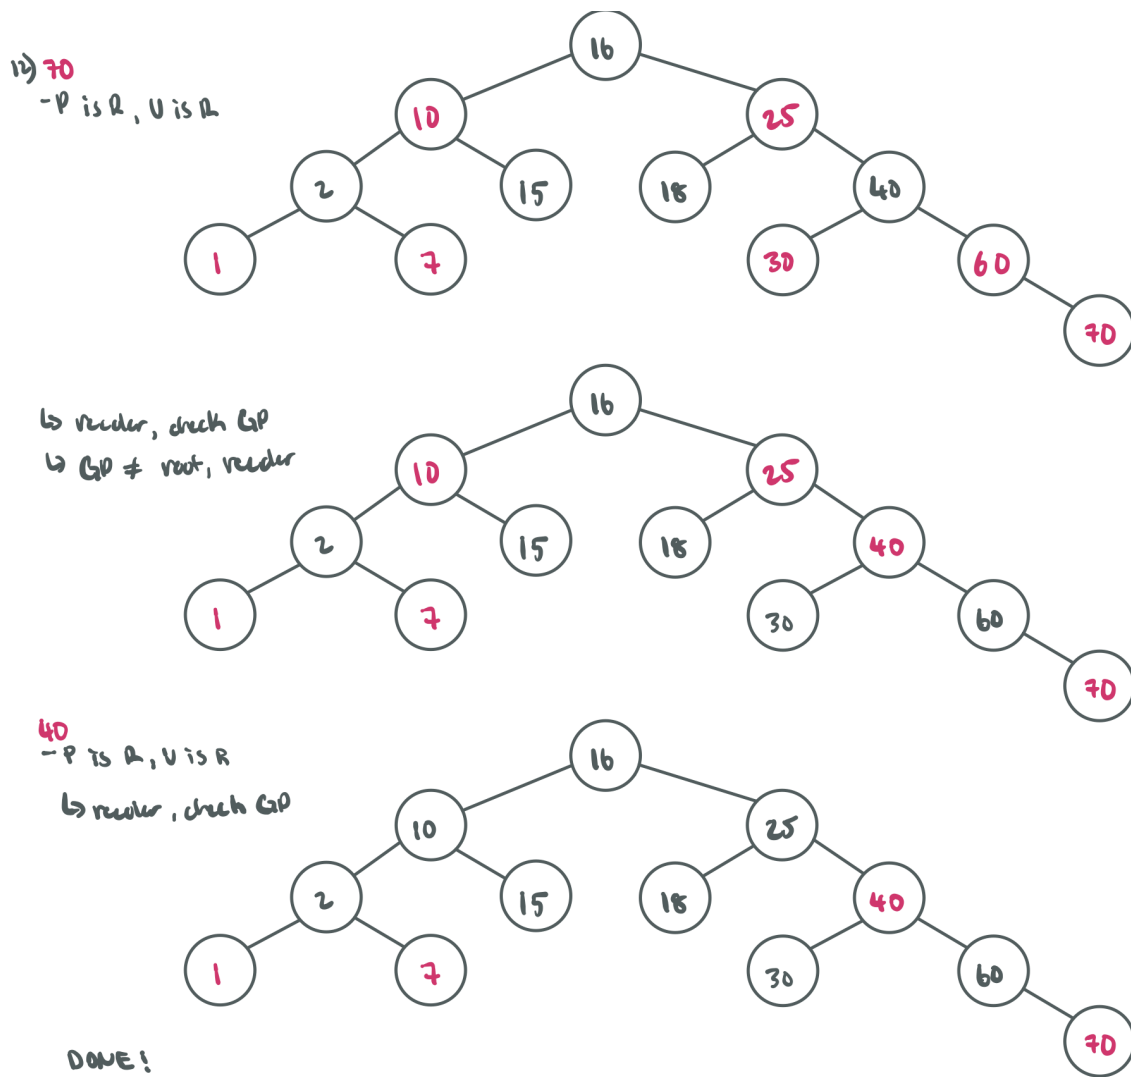 12) 70
- P is R, U is R
16
10 25
2 15 18 40
1 7 30 60
70
↳ recolor, check GP
↳ GP ≠ root, recolor
16
10 25
2 15 18 40
1 7 30 60
70
40
- P is R, U is R
↳ recolor, check GP
16
10 25
2 15 18 40
1 7 30 60
70
DONE!